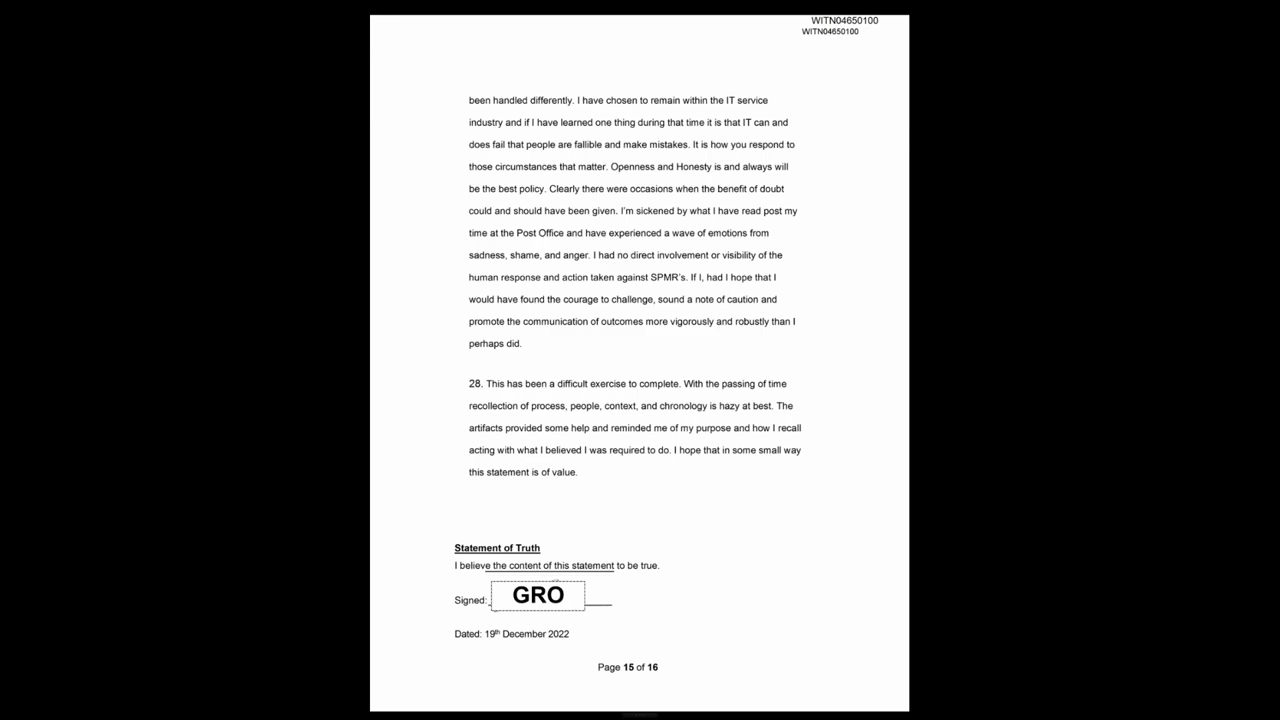 WITN04650100
WITN04650100
been handled differently. I have chosen to remain within the IT service
industry and if I have learned one thing during that time it is that IT can and
does fail that people are fallible and make mistakes. It is how you respond to
those circumstances that matter. Openness and Honesty is and always will
be the best policy. Clearly there were occasions when the benefit of doubt
could and should have been given. I'm sickened by what I have read post my
time at the Post Office and have experienced a wave of emotions from
sadness, shame, and anger. I had no direct involvement or visibility of the
human response and action taken against SPMR's. If I, had I hope that I
would have found the courage to challenge, sound a note of caution and
promote the communication of outcomes more vigorously and robustly than I
perhaps did.
28. This has been a difficult exercise to complete. With the passing of time
recollection of process, people, context, and chronology is hazy at best. The
artifacts provided some help and reminded me of my purpose and how I recall
acting with what I believed I was required to do. I hope that in some small way
this statement is of value.
Statement of Truth
I believe the content of this statement to be true.
Signed: GRO
Dated: 19th December 2022
Page 15 of 16